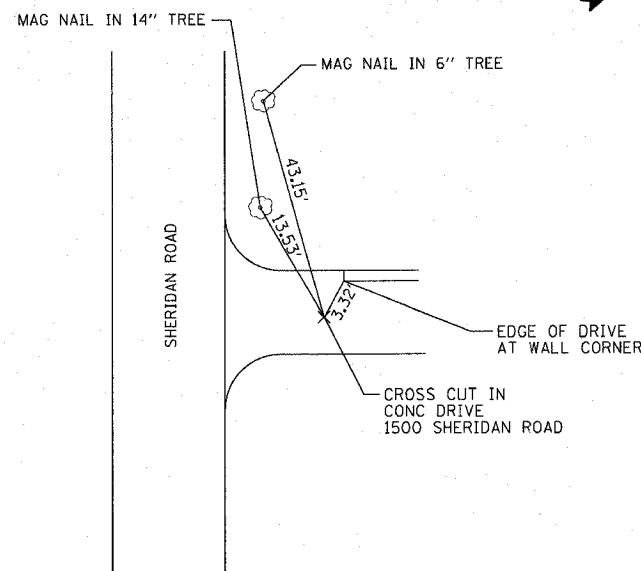 MAG NAIL IN 14" TREE
MAG NAIL IN 6" TREE
43.15'
13.53'
SHERIDAN ROAD
3.32'
EDGE OF DRIVE
AT WALL CORNER
CROSS CUT IN
CONC DRIVE
1500 SHERIDAN ROAD